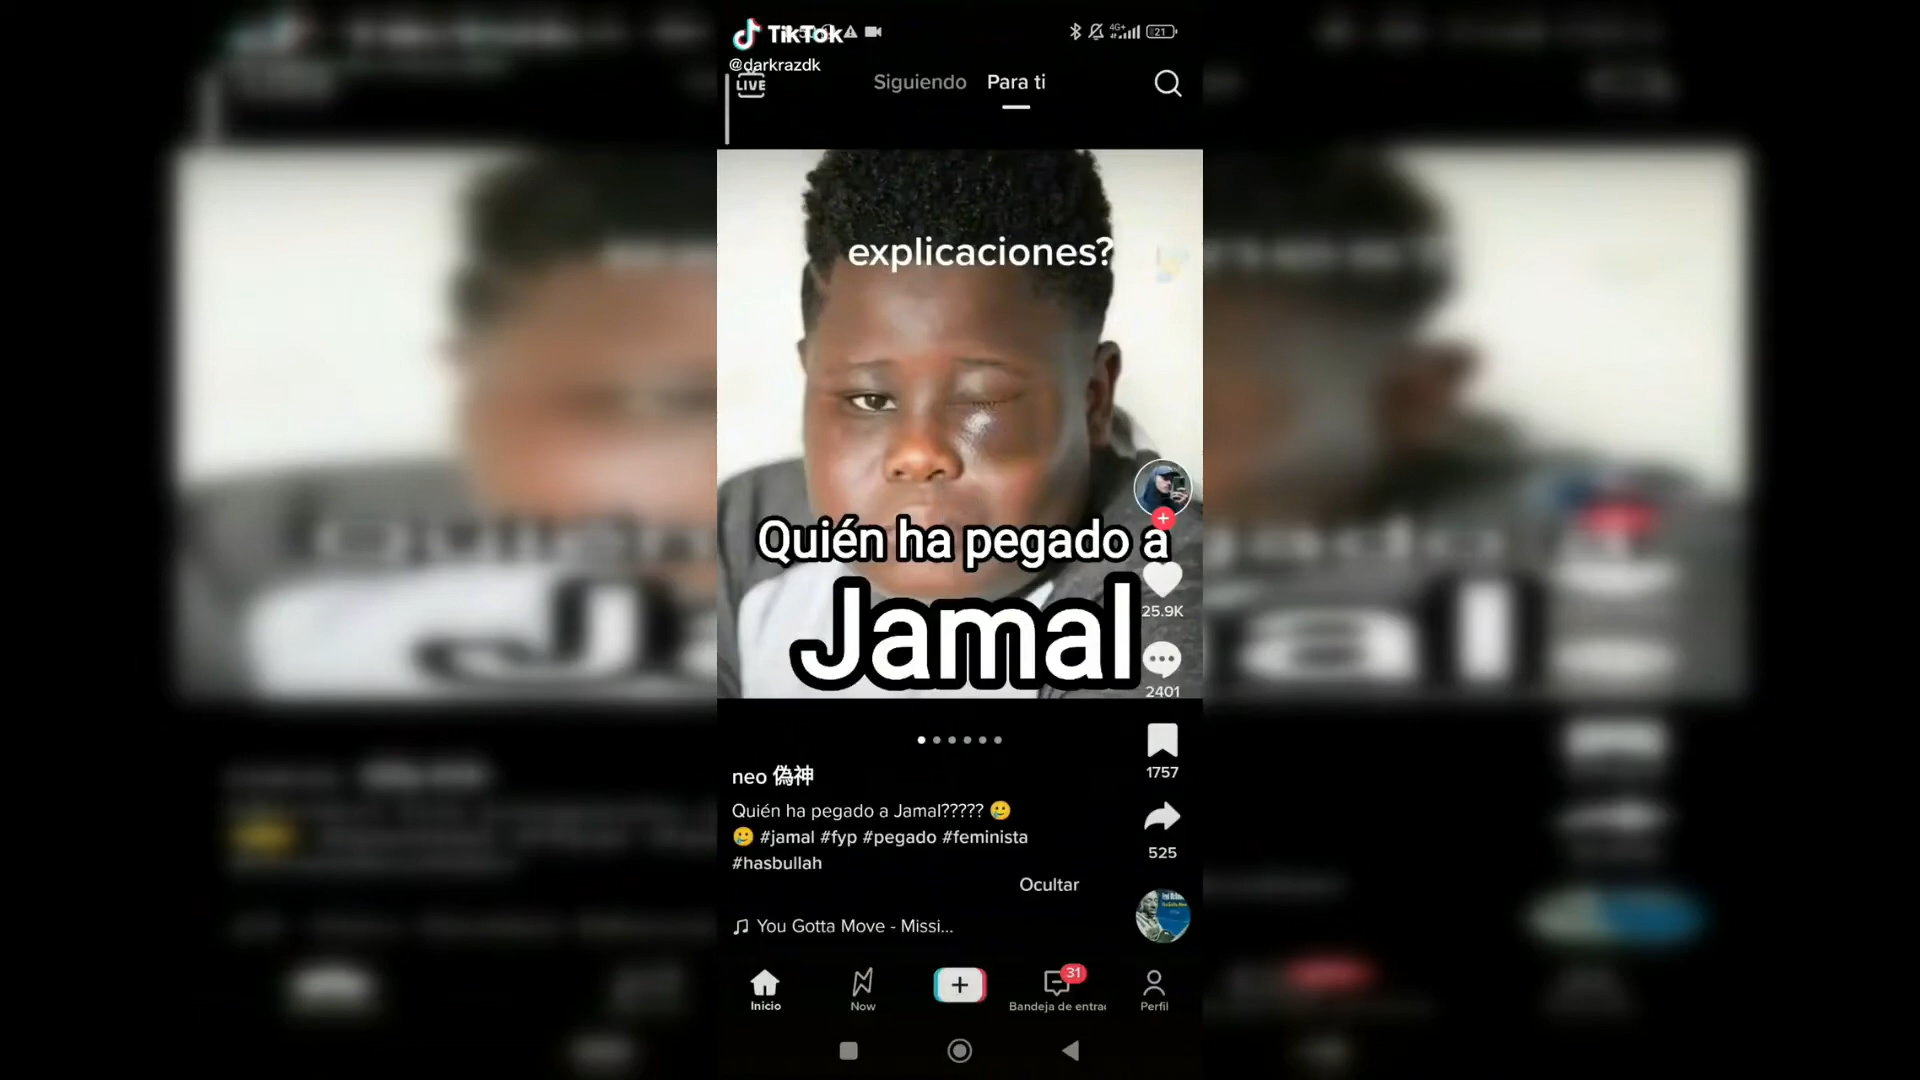 TikTok
@darkrazdk
4G+
21
LIVE
Siguiendo
Para ti
explicaciones?
Quién ha pegado a
Jamal
25.9K
2401
1757
525
neo 偽神
Quién ha pegado a Jamal????? 🥲
🥲 #jamal #fyp #pegado #feminista
#hasbullah
Ocultar
You Gotta Move - Missi...
Inicio
Now
31
Bandeja de entra
Perfil